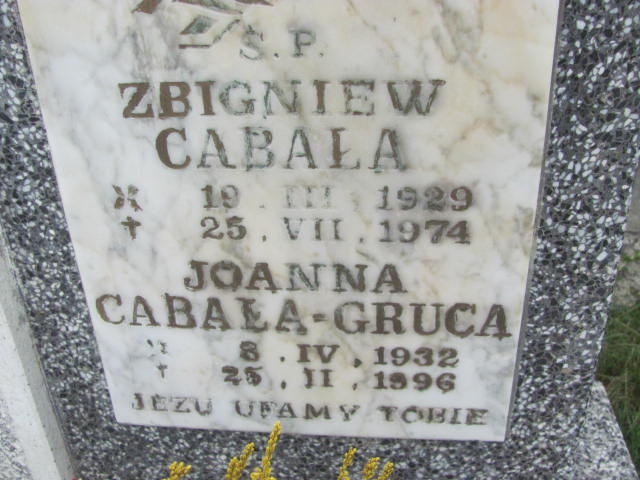 Ś.P.
ZBIGNIEW
CABAŁA
19.III.1929
25.VII.1974
JOANNA
CABAŁA-GRUCA
8.IV.1932
25.II.1996
JEZU UFAMY TOBIE